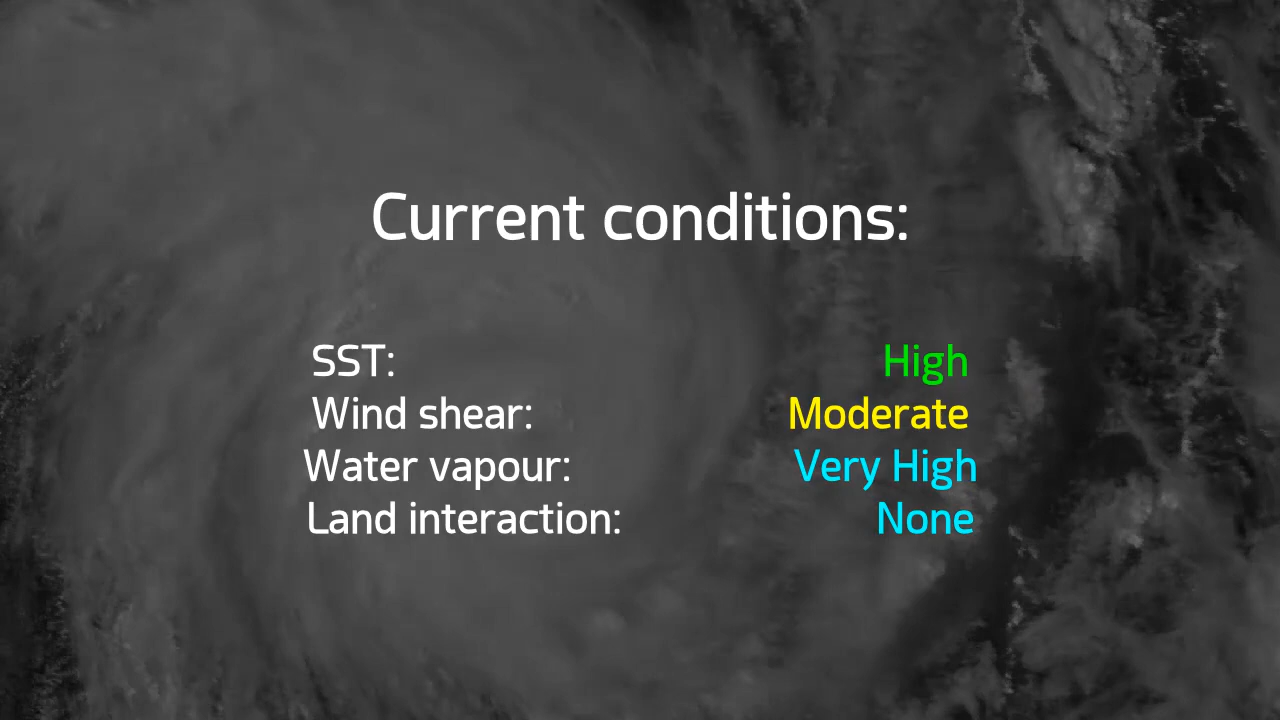 Current conditions:
SST: High
Wind shear: Moderate
Water vapour: Very High
Land interaction: None